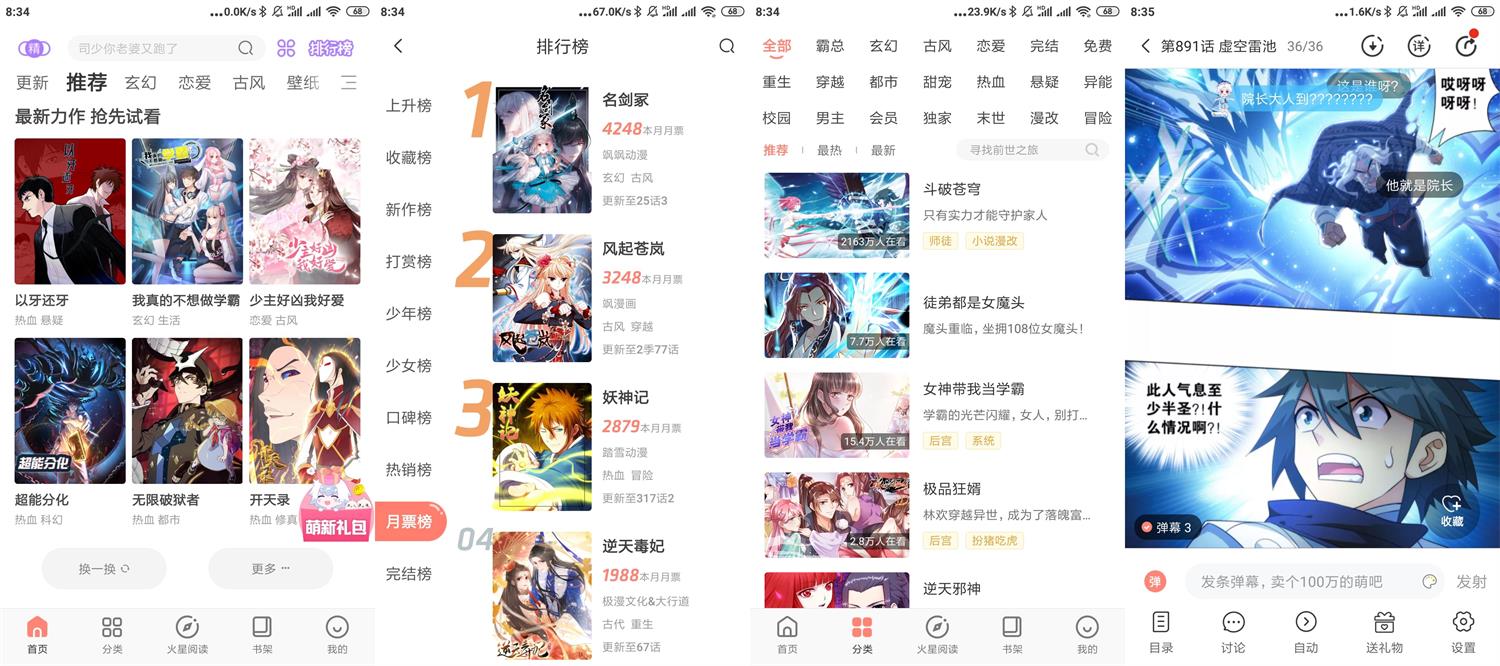 8:34
...0.0K/s HD 68
精
司少你老婆又跑了
排行榜
更新 推荐 玄幻 恋爱 古风 壁纸
最新力作 抢先试看
以牙还牙
我真的不想做学霸
少主好凶我好爱
热血 悬疑
玄幻 生活
恋爱 古风
超能分化
超能分化
无限破狱者
开天录
热血 科幻
热血 都市
热血 修真
萌新礼包
换一换
更多 ...
首页
分类
火星阅读
书架
我的
8:34
...67.0K/s HD 68
排行榜
上升榜
收藏榜
新作榜
打赏榜
少年榜
少女榜
口碑榜
热销榜
月票榜
完结榜
1
名剑冢
名剑冢
4248本月月票
飒飒动漫
玄幻 古风
更新至25话3
2
风起苍岚
风起苍岚
3248本月月票
飒漫画
古风 穿越
更新至2季77话
3
妖神记
妖神记
2879本月月票
踏雪动漫
热血 冒险
更新至317话2
04
逆天毒妃
逆天毒妃
1988本月月票
极漫文化&大行道
古代 重生
更新至67话
8:34
...23.9K/s HD 68
全部 霸总 玄幻 古风 恋爱 完结 免费
重生 穿越 都市 甜宠 热血 悬疑 异能
校园 男主 会员 独家 末世 漫改 冒险
推荐 最热 最新
寻找前世之旅
2163万人在看
斗破苍穹
只有实力才能守护家人
师徒 小说漫改
7.7万人在看
徒弟都是女魔头
魔头重临，坐拥108位女魔头！
女神带我当学霸
15.4万人在看
女神带我当学霸
学霸的光芒闪耀，女人，别打...
后宫 系统
2.8万人在看
极品狂婿
林欢穿越异世，成为了落魄富...
后宫 扮猪吃虎
逆天邪神
首页
分类
火星阅读
书架
我的
8:35
...1.6K/s HD 68
第891话 虚空雷池 36/36
详
这是谁呀?
院长大人到????????
哎呀呀
呀呀！
他就是院长
此人气息至
少半圣?!什
么情况啊?!
弹幕 3
收藏
弹
发条弹幕，卖个100万的萌吧
发射
目录
讨论
自动
送礼物
设置